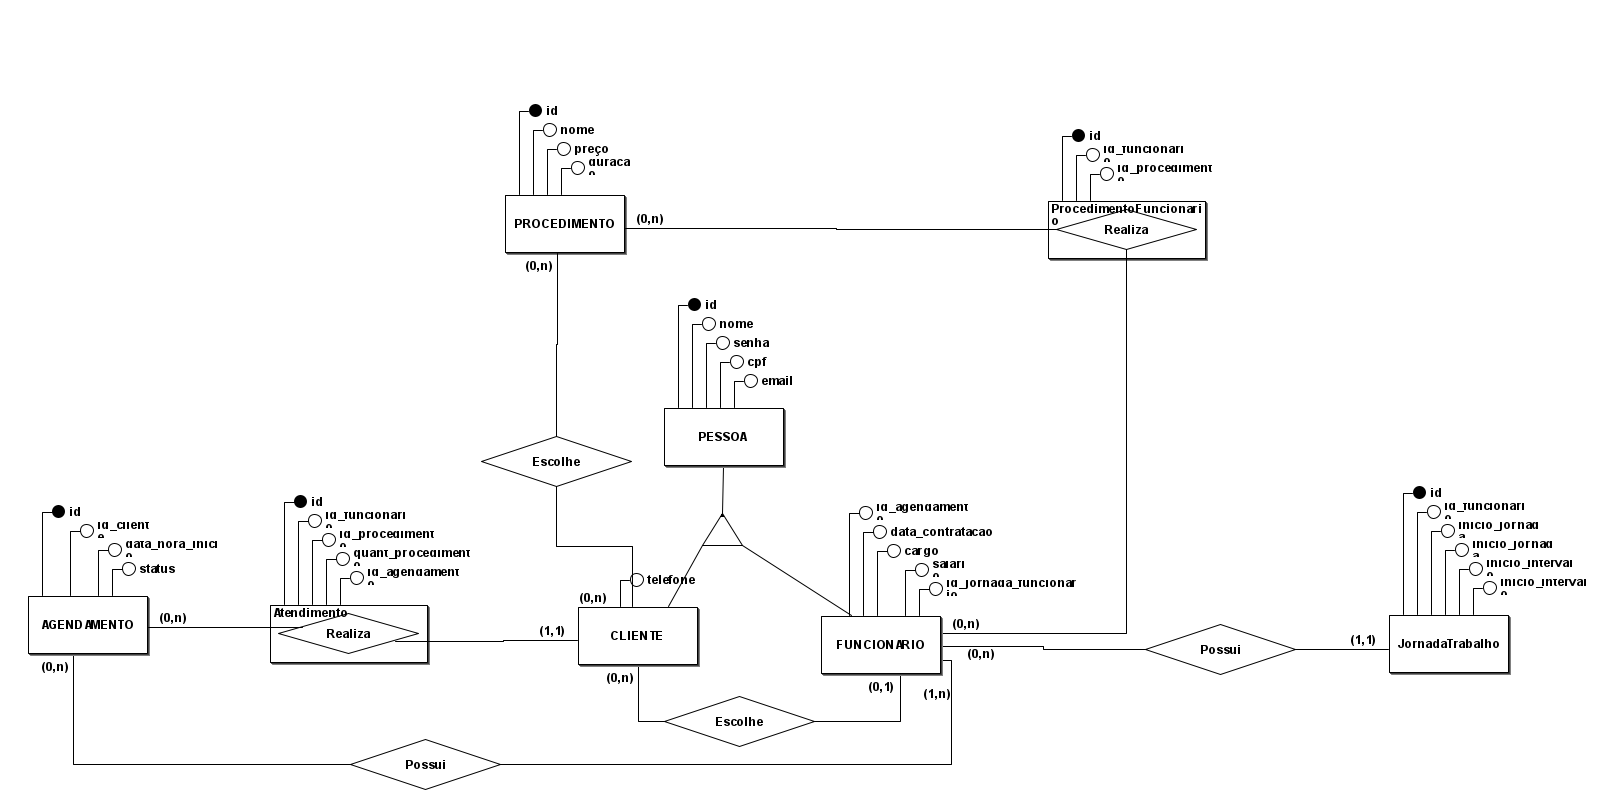 id
nome
preço
duraca
o
PROCEDIMENTO
(0,n)
(0,n)
id
id_funcionari
o
id_procediment
o
ProcedimentoFuncionari
o
Realiza
id
nome
senha
cpf
email
PESSOA
Escolhe
id
id_client
e
data_hora_inici
o
status
AGENDAMENTO
(0,n)
(0,n)
id
id_funcionari
o
id_procediment
o
quant_procediment
o
id_agendament
o
Atendimento
Realiza
(1,1)
telefone
(0,n)
CLIENTE
(0,n)
id_agendament
o
data_contratacao
cargo
salari
o
id_jornada_funcionar
io
FUNCIONARIO
(0,n)
(0,n)
(0,1)
(1,n)
Possui
(1,1)
id
id_funcionari
o
inicio_jornad
a
inicio_jornad
a
inicio_interval
o
inicio_interval
o
JornadaTrabalho
Escolhe
Possui